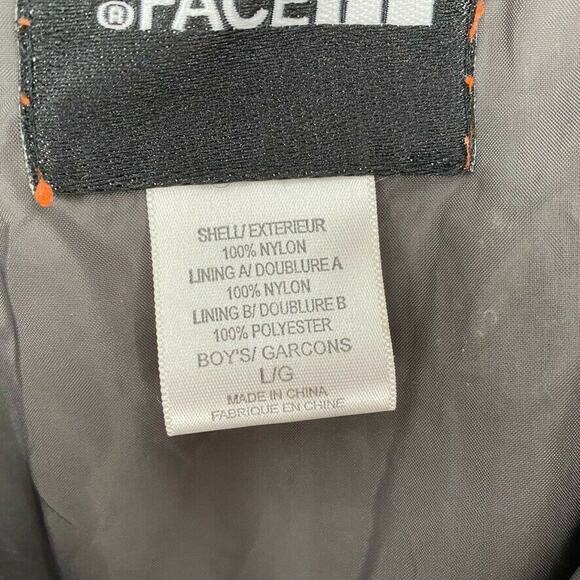 ®FACE
SHELL/ EXTERIEUR
100% NYLON
LINING A/ DOUBLURE A
100% NYLON
LINING B/ DOUBLURE B
100% POLYESTER
BOY'S/ GARCONS
L/G
MADE IN CHINA
FABRIQUE EN CHINE